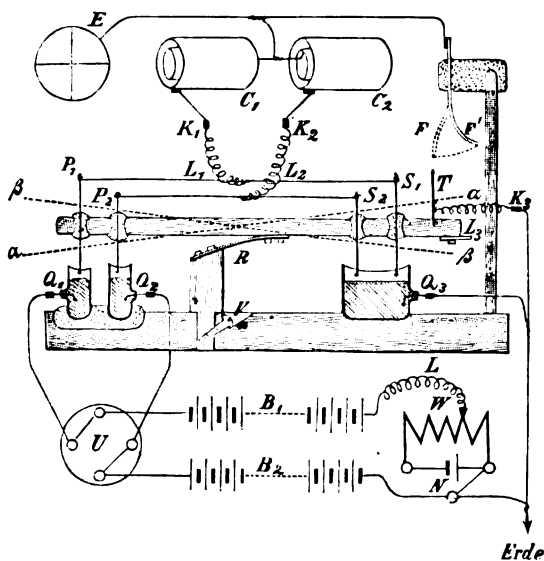 E
C₁ C₂
K₁ K₂
F F'
P₁ L₁ L₂ S₁ T
β P₂ S₂ a K₃
a R β L₃
Q₁ Q₂ V Q₃
L
B₁ W
U
B₂ N
Erde